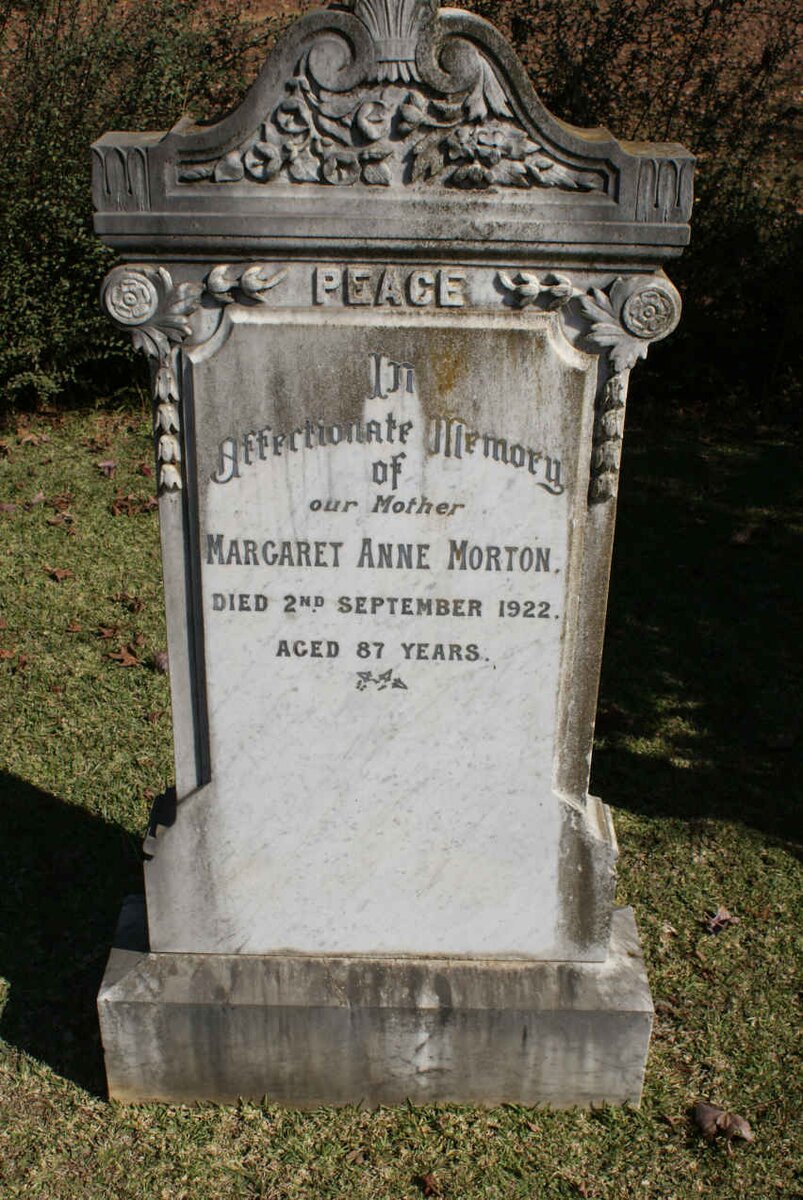 PEACE
In
Affectionate Memory
of
our Mother
MARGARET ANNE MORTON.
DIED 2ND SEPTEMBER 1922.
AGED 87 YEARS.